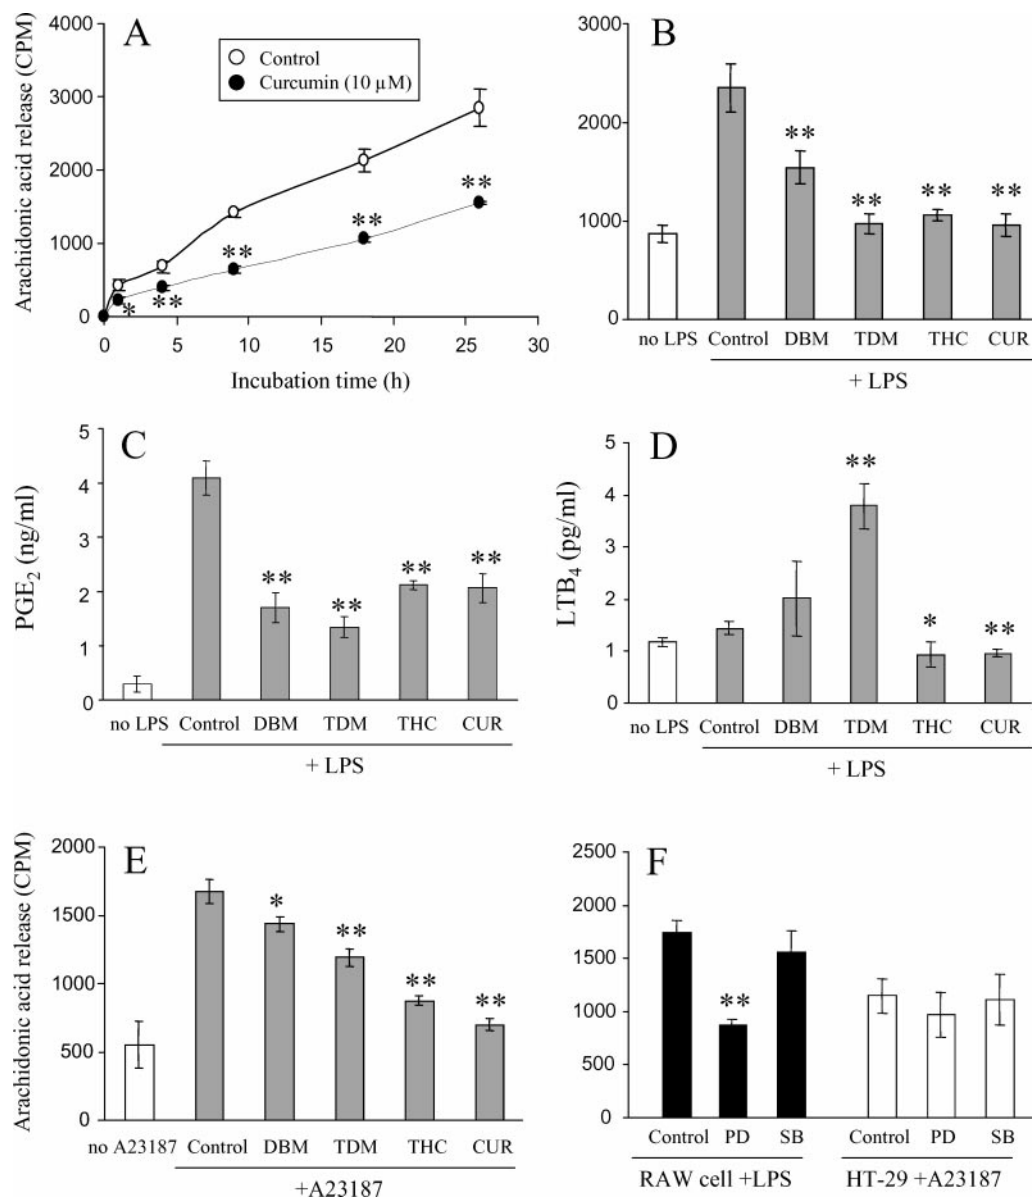 A
Arachidonic acid release (CPM)
4000
3000
2000
1000
0
Control
Curcumin (10 µM)
*
**
**
**
**
0 5 10 15 20 25 30
Incubation time (h)
B
3000
2000
1000
0
**
**
**
**
no LPS Control DBM TDM THC CUR
+ LPS
C
PGE2 (ng/ml)
5
4
3
2
1
0
**
**
**
**
no LPS Control DBM TDM THC CUR
+ LPS
D
LTB4 (pg/ml)
5
4
3
2
1
0
**
*
**
no LPS Control DBM TDM THC CUR
+ LPS
E
Arachidonic acid release (CPM)
2000
1500
1000
500
0
*
**
**
**
no A23187 Control DBM TDM THC CUR
+A23187
F
2500
2000
1500
1000
500
0
**
Control PD SB Control PD SB
RAW cell +LPS HT-29 +A23187